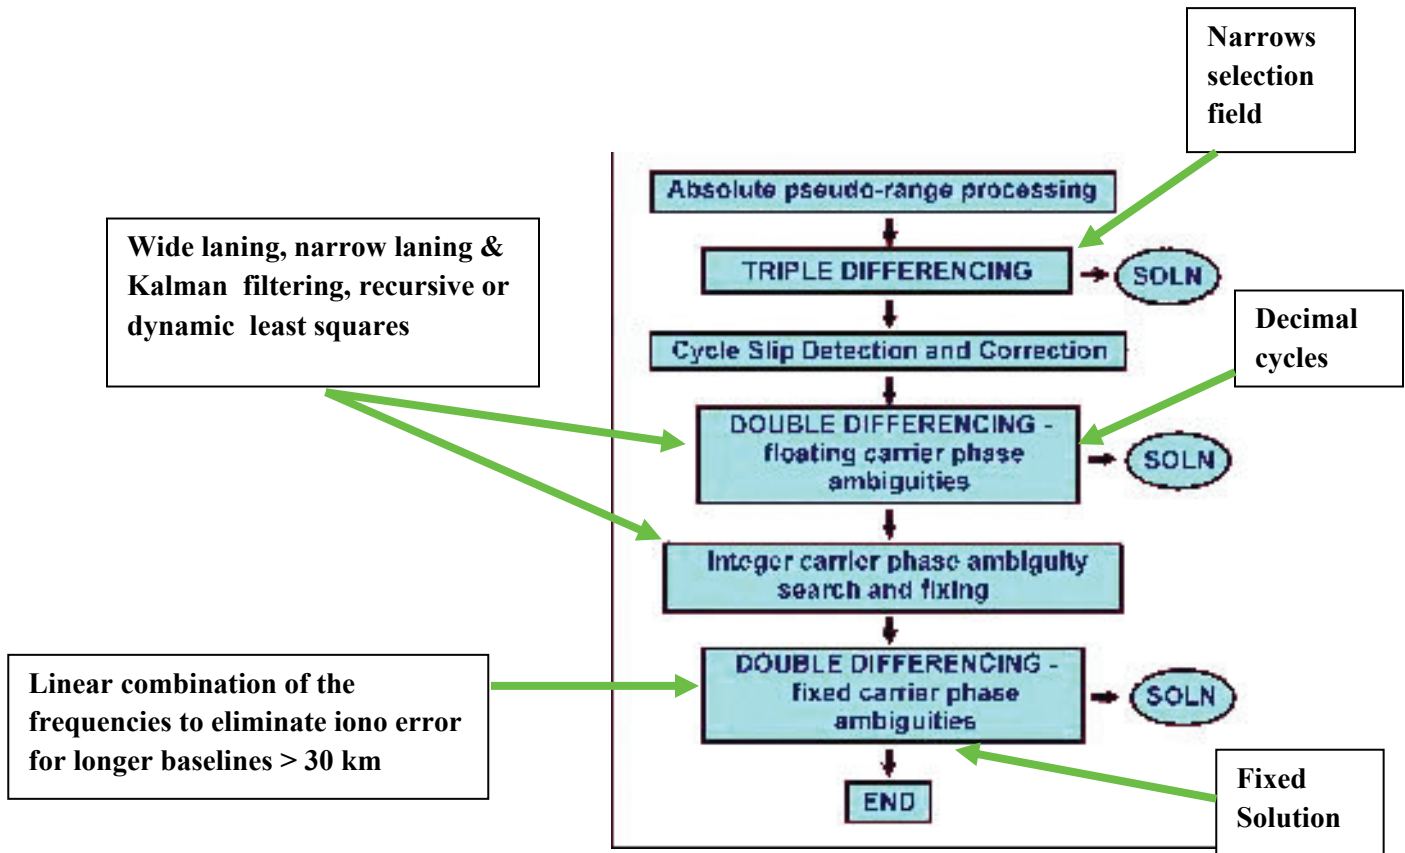 Narrows
selection
field
Absolute pseudo-range processing
Wide laning, narrow laning &
Kalman filtering, recursive or
dynamic least squares
TRIPLE DIFFERENCING
SOLN
Decimal
cycles
Cycle Slip Detection and Correction
DOUBLE DIFFERENCING -
floating carrier phase
ambiguities
SOLN
Integer carrier phase ambiguity
search and fixing
Linear combination of the
frequencies to eliminate iono error
for longer baselines > 30 km
DOUBLE DIFFERENCING -
fixed carrier phase
ambiguities
SOLN
Fixed
Solution
END